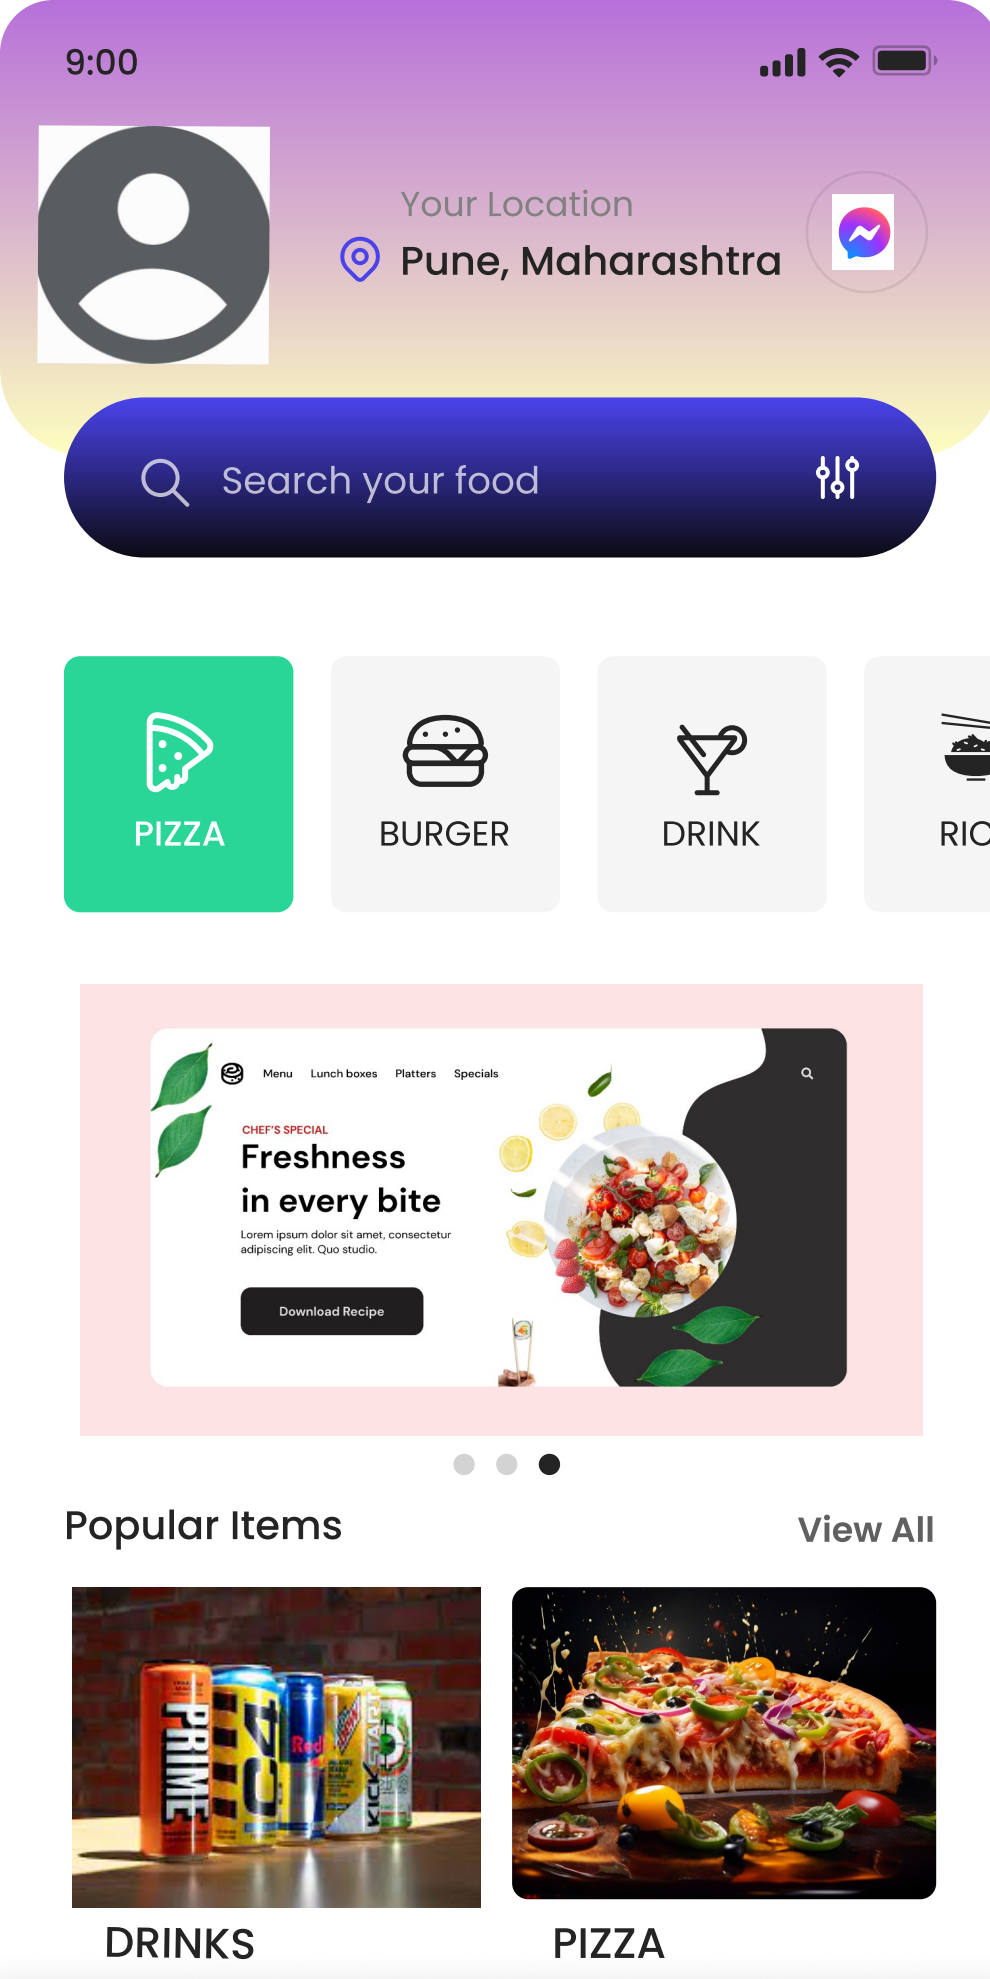 9:00
Your Location
Pune, Maharashtra
Search your food
PIZZA
BURGER
DRINK
RIC
Menu Lunch boxes Platters Specials
CHEF'S SPECIAL
Freshness
in every bite
Lorem ipsum dolor sit amet, consectetur
adipiscing elit. Quo studio.
Download Recipe
Popular Items
View All
PRIME
Red
KICKSTART
DRINKS
PIZZA